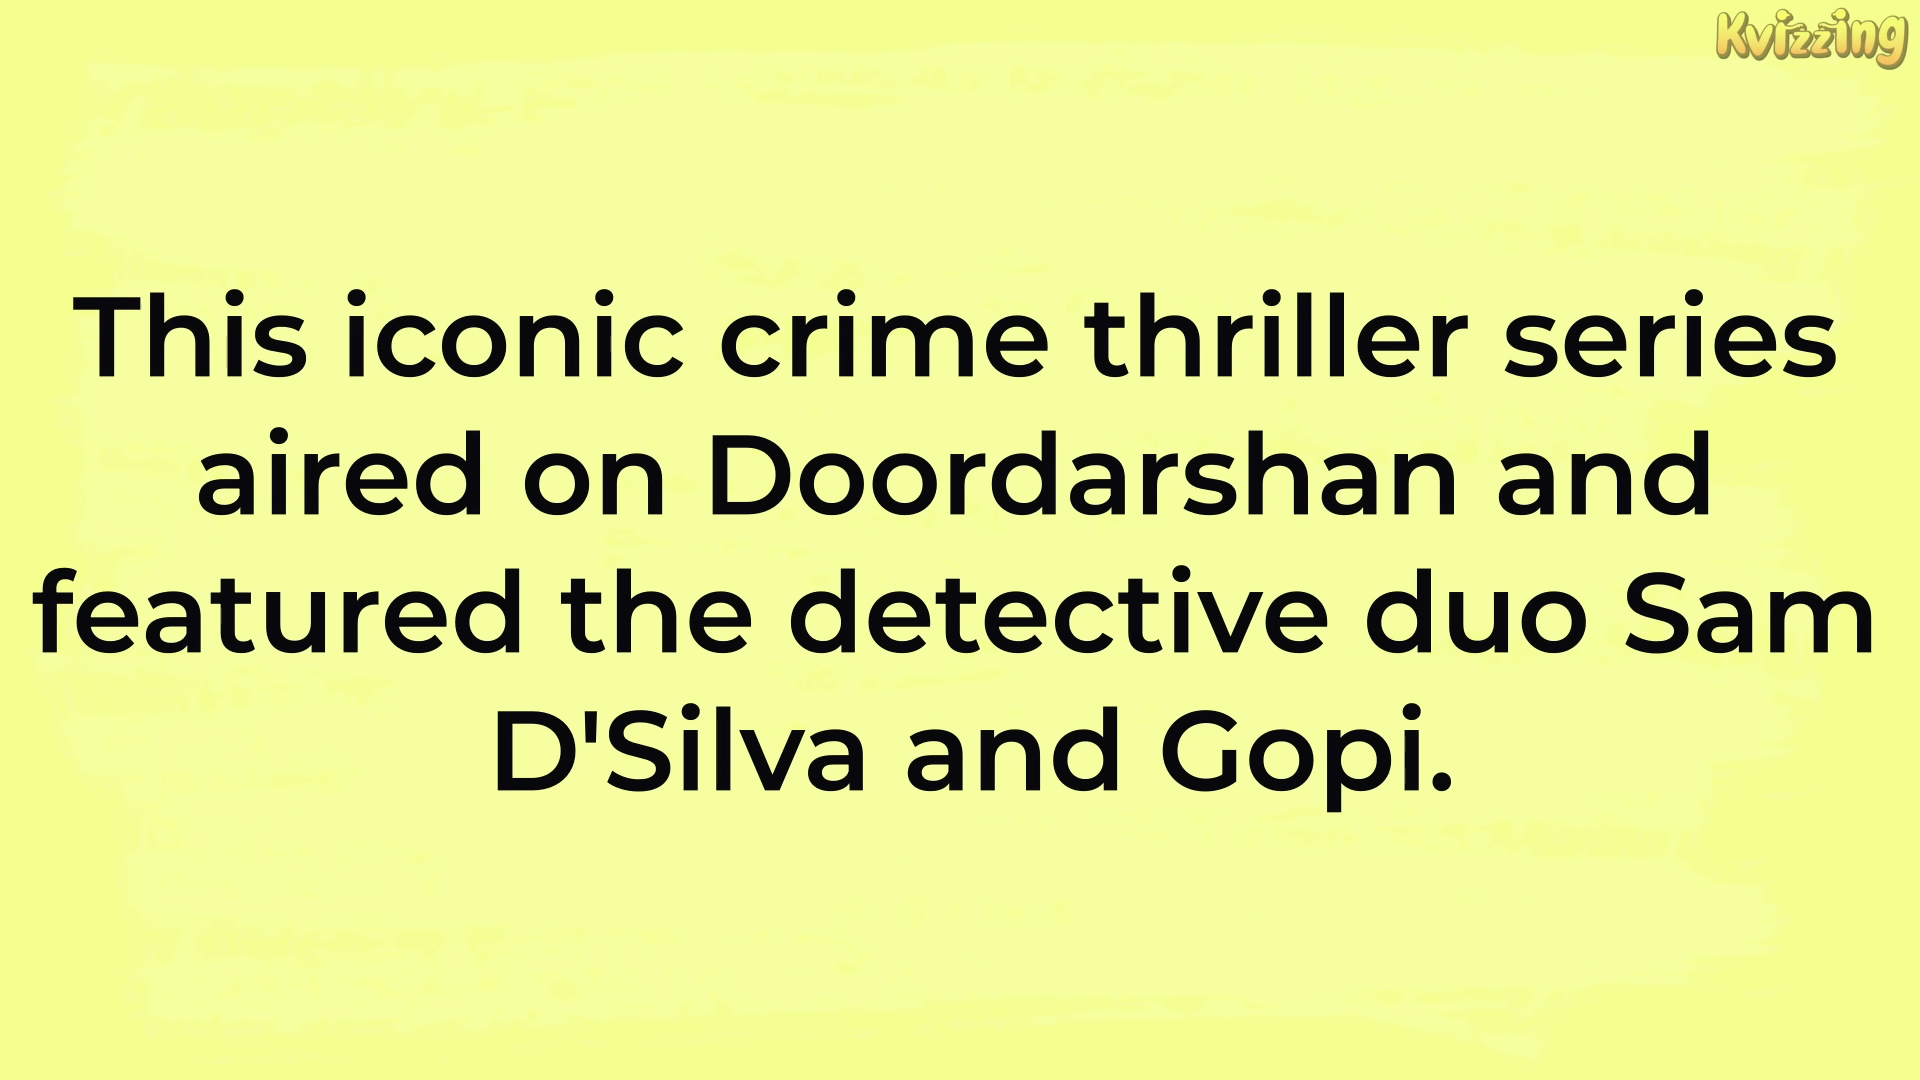 Kvizzing
This iconic crime thriller series
aired on Doordarshan and
featured the detective duo Sam
D'Silva and Gopi.